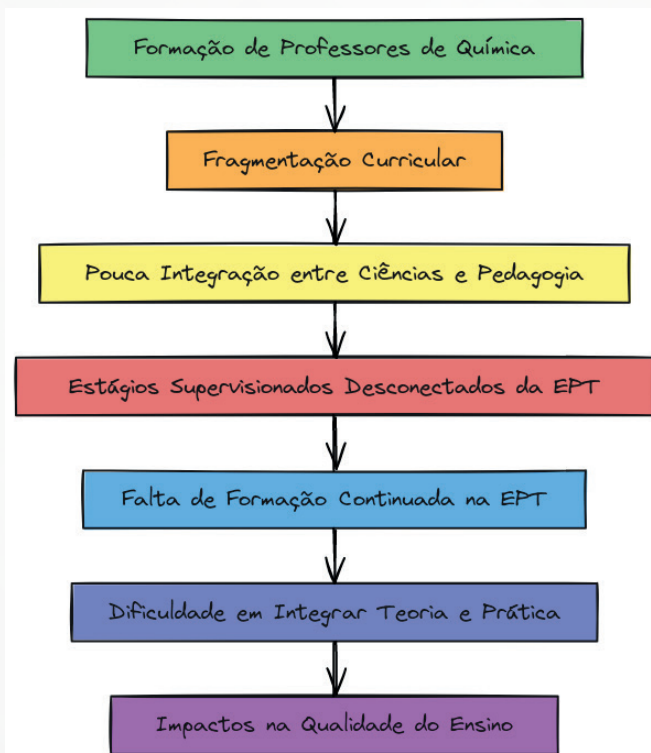 Formação de Professores de Química
Fragmentação Curricular
Pouca Integração entre Ciências e Pedagogia
Estágios Supervisionados Desconectados da EPT
Falta de Formação Continuada na EPT
Dificuldade em Integrar Teoria e Prática
Impactos na Qualidade do Ensino